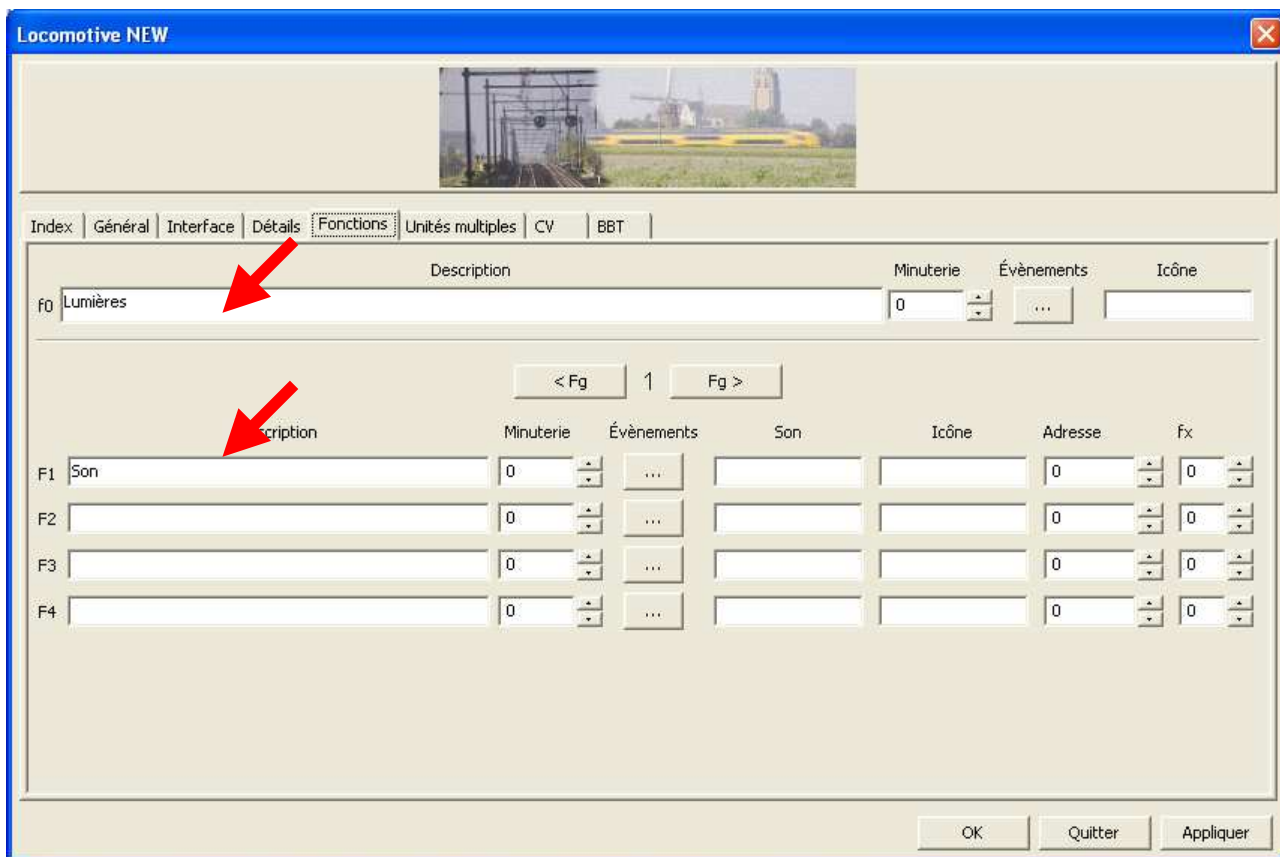 Locomotive NEW
Index Général Interface Détails Fonctions Unités multiples CV BBT
Description Minuterie Évènements Icône
f0 Lumières 0 ...
< Fg 1 Fg >
cription Minuterie Évènements Son Icône Adresse fx
F1 Son 0 ... 0 0
F2 0 ... 0 0
F3 0 ... 0 0
F4 0 ... 0 0
OK Quitter Appliquer